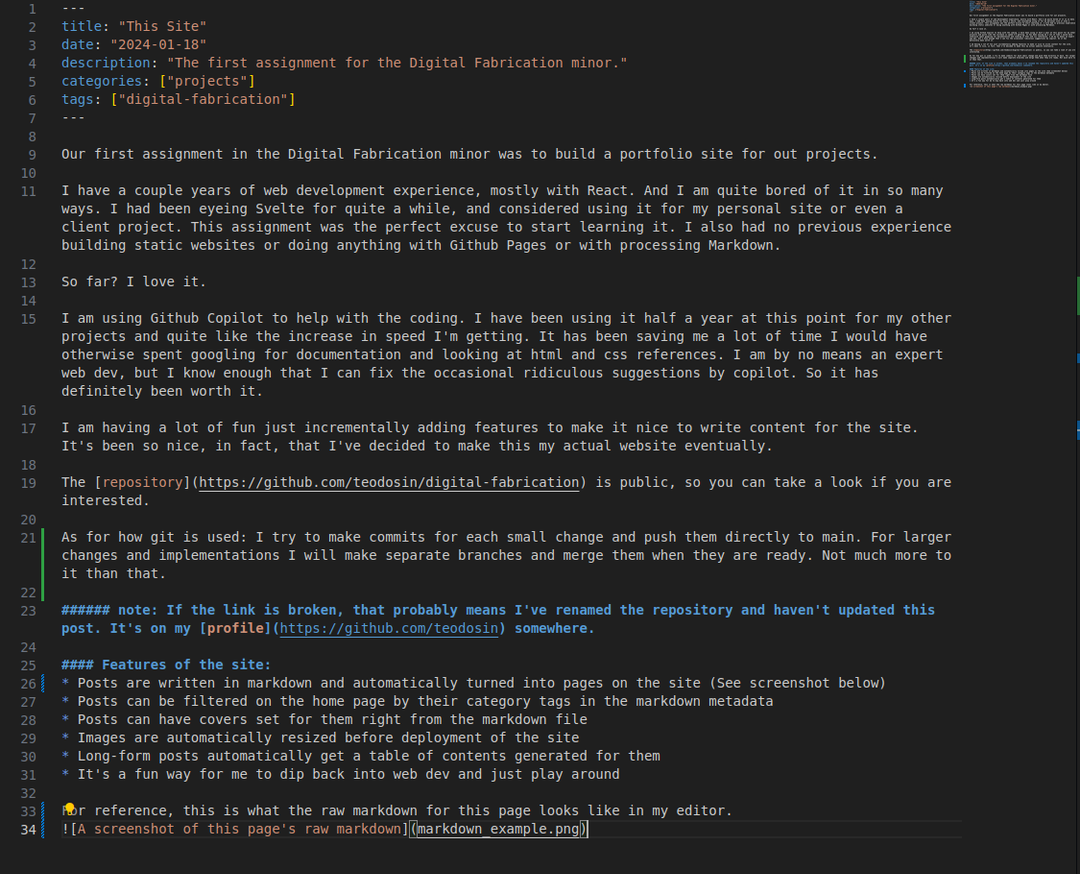 1 ---
2 title: "This Site"
3 date: "2024-01-18"
4 description: "The first assignment for the Digital Fabrication minor."
5 categories: ["projects"]
6 tags: ["digital-fabrication"]
7 ---
8
9 Our first assignment in the Digital Fabrication minor was to build a portfolio site for out projects.
10
11 I have a couple years of web development experience, mostly with React. And I am quite bored of it in so many
ways. I had been eyeing Svelte for quite a while, and considered using it for my personal site or even a
client project. This assignment was the perfect excuse to start learning it. I also had no previous experience
building static websites or doing anything with Github Pages or with processing Markdown.
12
13 So far? I love it.
14
15 I am using Github Copilot to help with the coding. I have been using it half a year at this point for my other
projects and quite like the increase in speed I'm getting. It has been saving me a lot of time I would have
otherwise spent googling for documentation and looking at html and css references. I am by no means an expert
web dev, but I know enough that I can fix the occasional ridiculous suggestions by copilot. So it has
definitely been worth it.
16
17 I am having a lot of fun just incrementally adding features to make it nice to write content for the site.
It's been so nice, in fact, that I've decided to make this my actual website eventually.
18
19 The [repository](https://github.com/teodosin/digital-fabrication) is public, so you can take a look if you are
interested.
20
21 As for how git is used: I try to make commits for each small change and push them directly to main. For larger
changes and implementations I will make separate branches and merge them when they are ready. Not much more to
it than that.
22
23 ###### note: If the link is broken, that probably means I've renamed the repository and haven't updated this
post. It's on my [profile](https://github.com/teodosin) somewhere.
24
25 #### Features of the site:
26 * Posts are written in markdown and automatically turned into pages on the site (See screenshot below)
27 * Posts can be filtered on the home page by their category tags in the markdown metadata
28 * Posts can have covers set for them right from the markdown file
29 * Images are automatically resized before deployment of the site
30 * Long-form posts automatically get a table of contents generated for them
31 * It's a fun way for me to dip back into web dev and just play around
32
33 For reference, this is what the raw markdown for this page looks like in my editor.
34 ![A screenshot of this page's raw markdown](markdown_example.png)